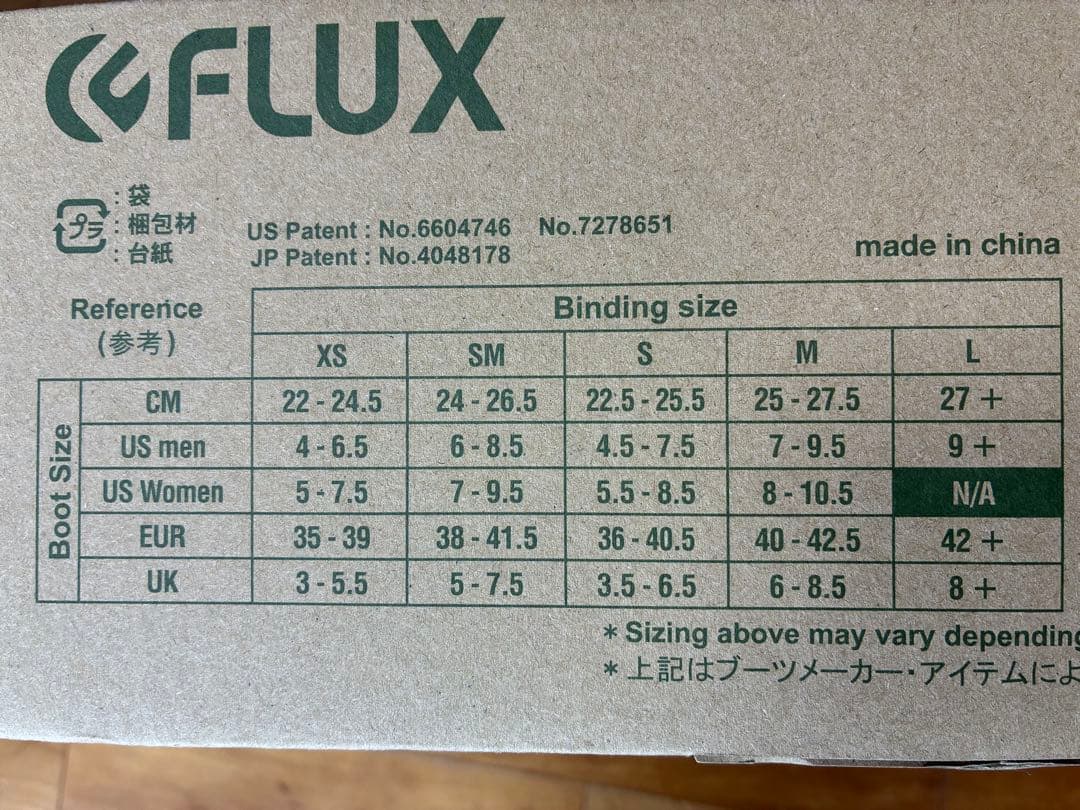 FLUX
プラ
: 袋
: 梱包材
: 台紙
US Patent : No.6604746 No.7278651
JP Patent : No.4048178
made in china
Reference
(参考)
Binding size
XS SM S M L
Boot Size
CM 22 - 24.5 24 - 26.5 22.5 - 25.5 25 - 27.5 27 +
US men 4 - 6.5 6 - 8.5 4.5 - 7.5 7 - 9.5 9 +
US Women 5 - 7.5 7 - 9.5 5.5 - 8.5 8 - 10.5 N/A
EUR 35 - 39 38 - 41.5 36 - 40.5 40 - 42.5 42 +
UK 3 - 5.5 5 - 7.5 3.5 - 6.5 6 - 8.5 8 +
* Sizing above may vary depending
* 上記はブーツメーカー・アイテムによ